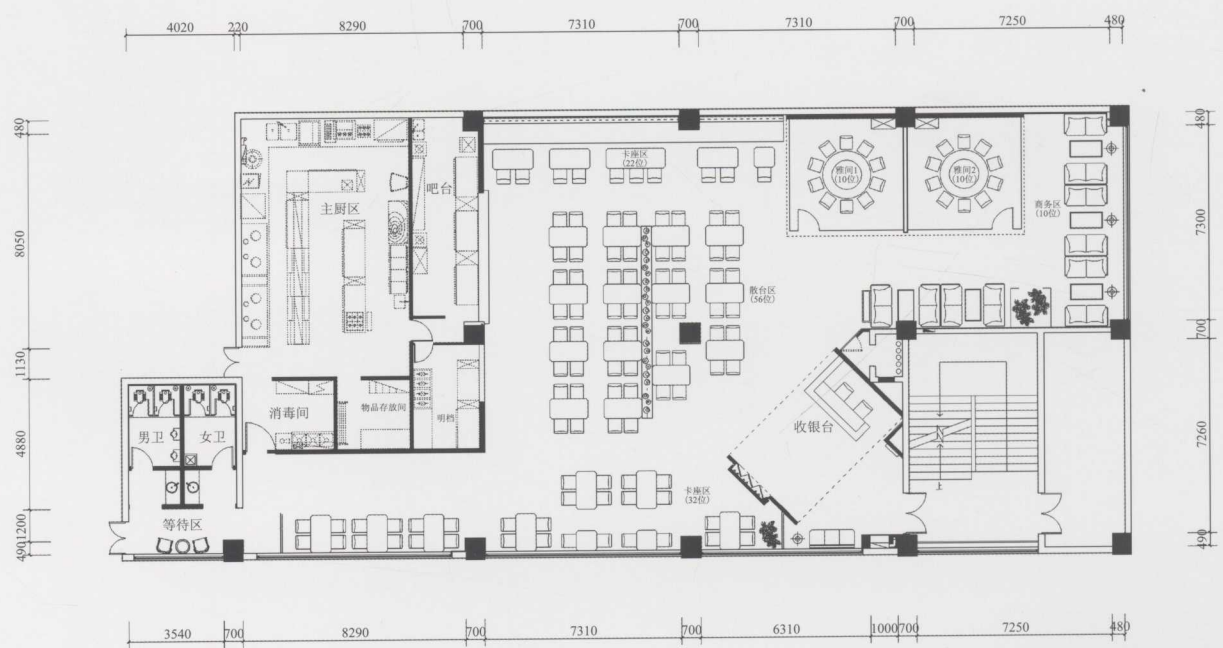 4020 220 8290 700 7310 700 7310 700 7250 480
480
8050
1130
4880
1200
490
480
7300
700
7260
490
卡座区
(22位)
雅间1
(10位)
雅间2
(10位)
吧台
主厨区
商务区
(10位)
散台区
(56位)
消毒间
物品存放间
明档
男卫
女卫
收银台
上
卡座区
(32位)
等待区
3540 700 8290 700 7310 700 6310 1000 700 7250 480